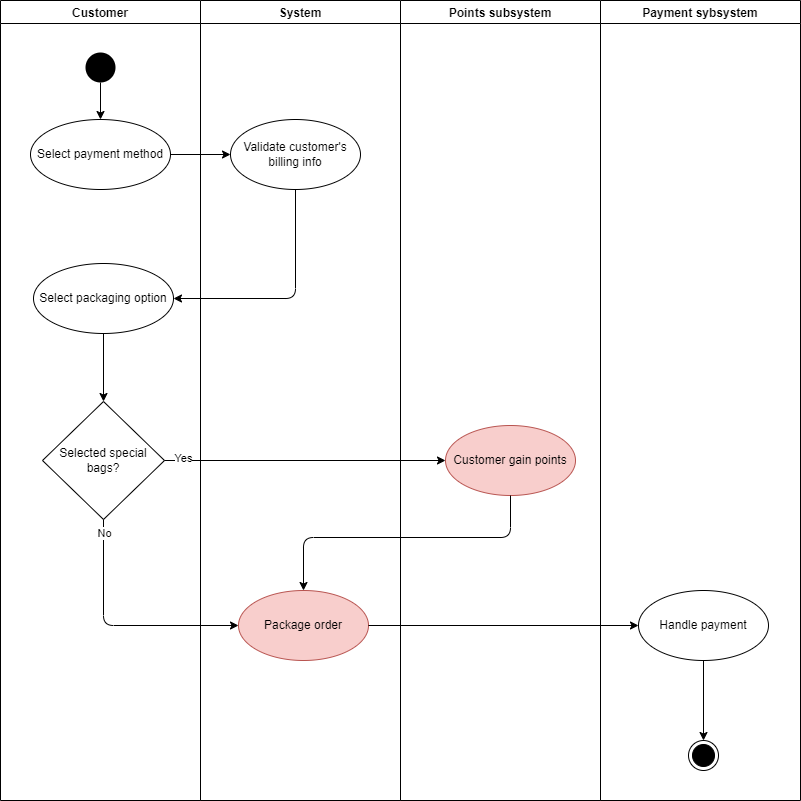 Customer
System
Points subsystem
Payment sybsystem
Select payment method
Validate customer's
billing info
Select packaging option
Selected special
bags?
Yes
Customer gain points
No
Package order
Handle payment